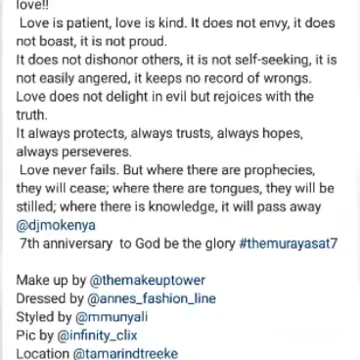 love!!
Love is patient, love is kind. It does not envy, it does
not boast, it is not proud.
It does not dishonor others, it is not self-seeking, it is
not easily angered, it keeps no record of wrongs.
Love does not delight in evil but rejoices with the
truth.
It always protects, always trusts, always hopes,
always perseveres.
Love never fails. But where there are prophecies,
they will cease; where there are tongues, they will be
stilled; where there is knowledge, it will pass away
@djmokenya
7th anniversary to God be the glory #themurayasat7
Make up by @themakeuptower
Dressed by @annes_fashion_line
Styled by @mmunyali
Pic by @infinity_clix
Location @tamarindtreeke